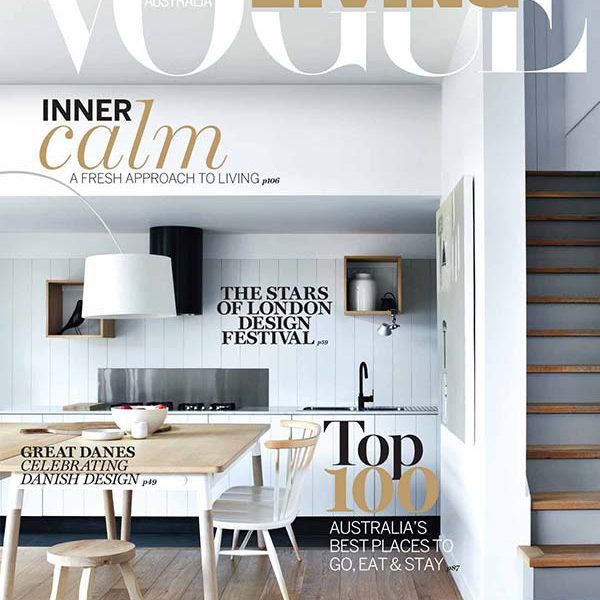 AUSTRALIA
VOGUE
LIVING
INNER
calm
A FRESH APPROACH TO LIVING p106
THE STARS
OF LONDON
DESIGN
FESTIVAL p59
GREAT DANES
CELEBRATING
DANISH DESIGN p49
Top
100
AUSTRALIA'S
BEST PLACES TO
GO, EAT & STAY p87